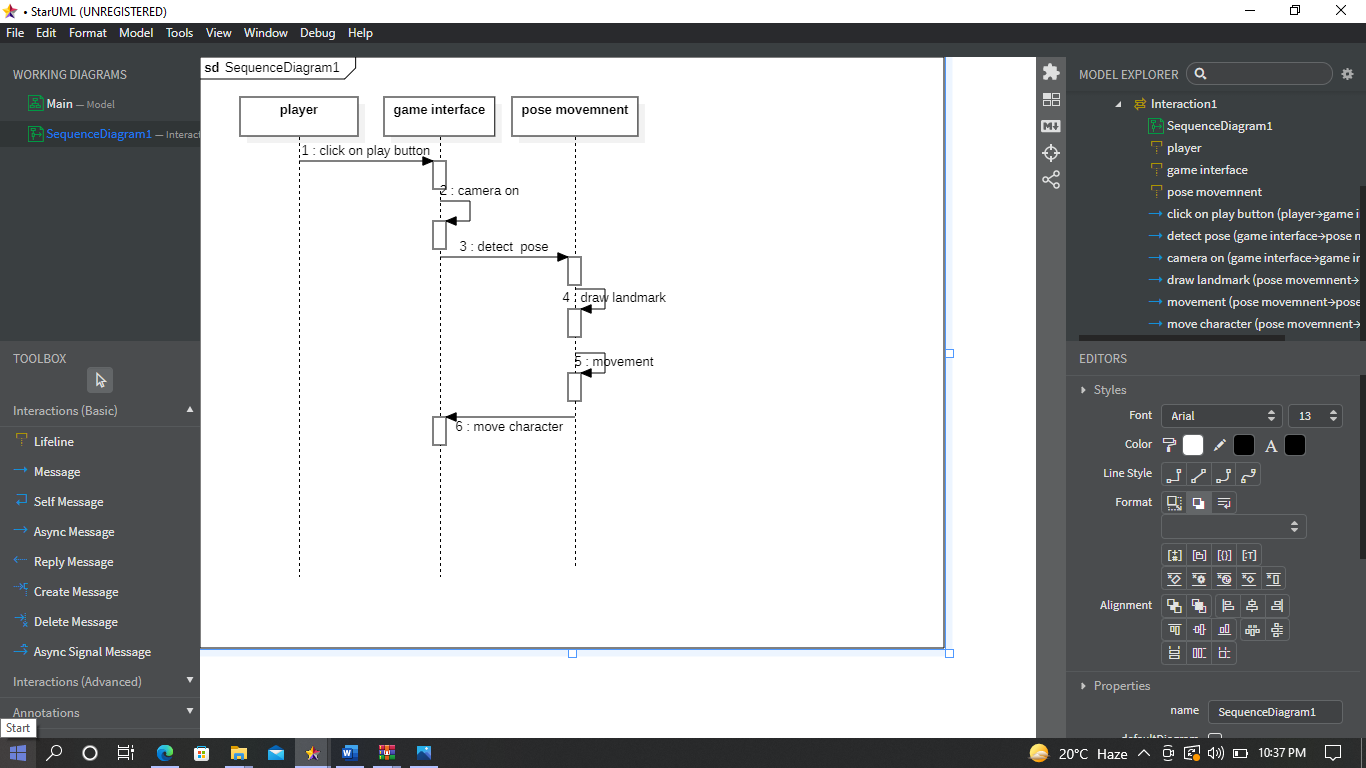 • StarUML (UNREGISTERED)
File Edit Format Model Tools View Window Debug Help
WORKING DIAGRAMS
Main — Model
SequenceDiagram1 — Interact
TOOLBOX
Interactions (Basic)
Lifeline
Message
Self Message
Async Message
Reply Message
Create Message
Delete Message
Async Signal Message
Interactions (Advanced)
Annotations
Start
sd SequenceDiagram1
player game interface pose movemnent
1 : click on play button
2 : camera on
3 : detect pose
4 : draw landmark
5 : movement
6 : move character
MODEL EXPLORER
Interaction1
SequenceDiagram1
player
game interface
pose movemnent
click on play button (player→game i
detect pose (game interface→pose m
camera on (game interface→game in
draw landmark (pose movemnent→
movement (pose movemnent→pose
move character (pose movemnent→
EDITORS
Styles
Font Arial 13
Color A
Line Style
Format
Alignment
Properties
name SequenceDiagram1
defaultDiagram
20°C Haze 10:37 PM